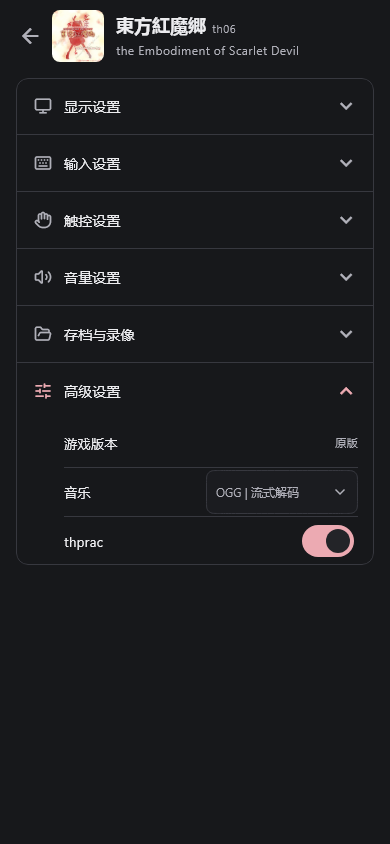 東方紅魔郷 th06
the Embodiment of Scarlet Devil
显示设置
输入设置
触控设置
音量设置
存档与录像
高级设置
游戏版本 原版
音乐 OGG | 流式解码
thprac